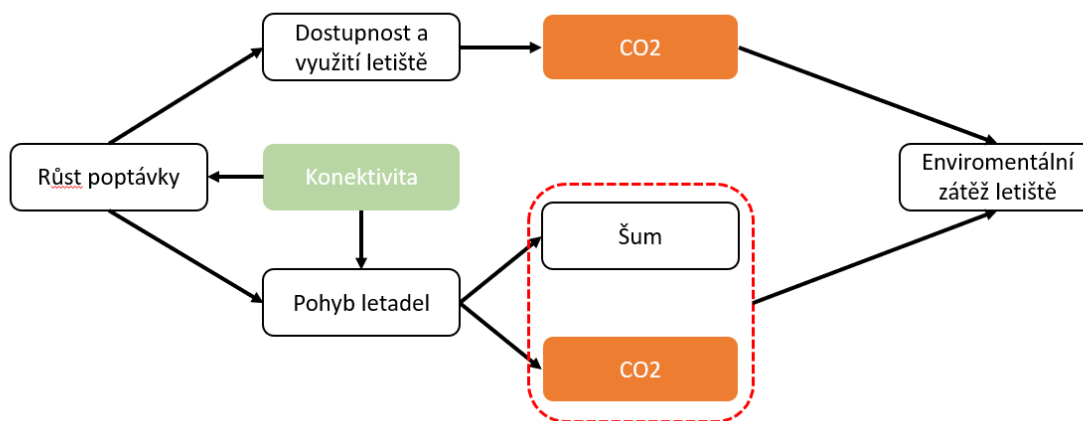 Dostupnost a
využití letiště
CO2
Růst poptávky
Konektivita
Enviromentální
zátěž letiště
Šum
Pohyb letadel
CO2